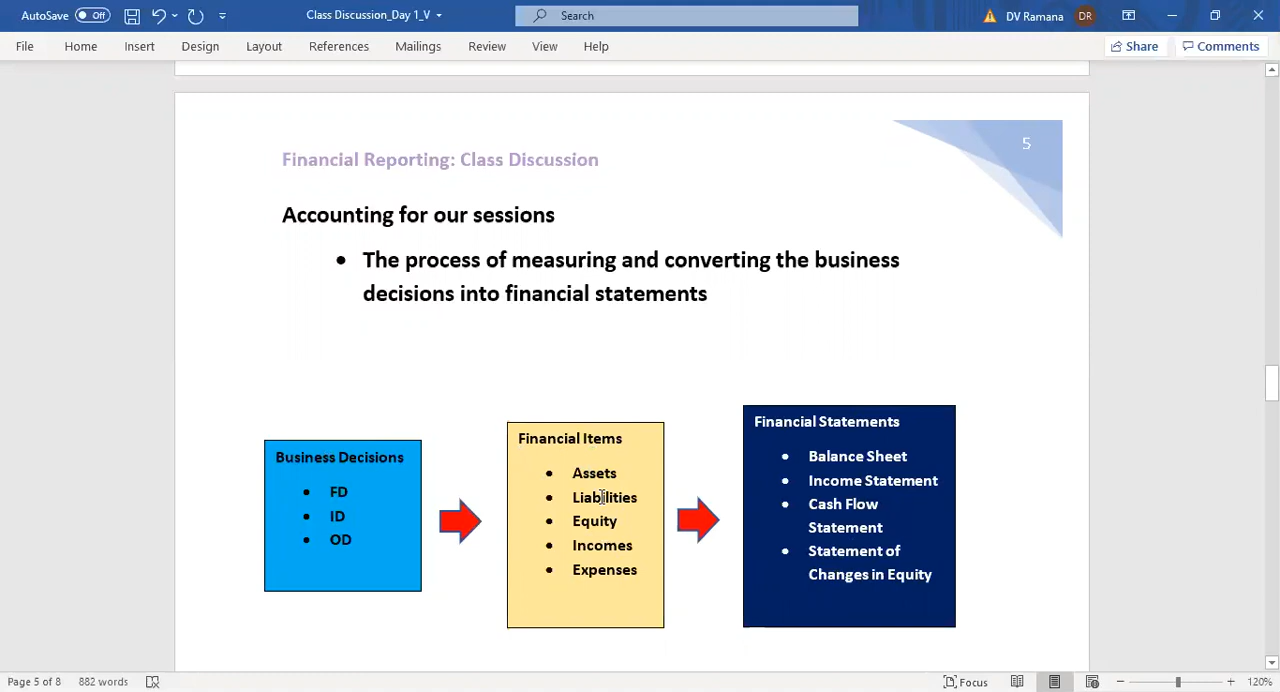 AutoSave Off Class Discussion_Day 1_V Search DV Ramana DR
File Home Insert Design Layout References Mailings Review View Help Share Comments
5
Financial Reporting: Class Discussion
Accounting for our sessions
• The process of measuring and converting the business
decisions into financial statements
Business Decisions
• FD
• ID
• OD
Financial Items
• Assets
• Liabilities
• Equity
• Incomes
• Expenses
Financial Statements
• Balance Sheet
• Income Statement
• Cash Flow
Statement
• Statement of
Changes in Equity
Page 5 of 8 882 words Focus 120%